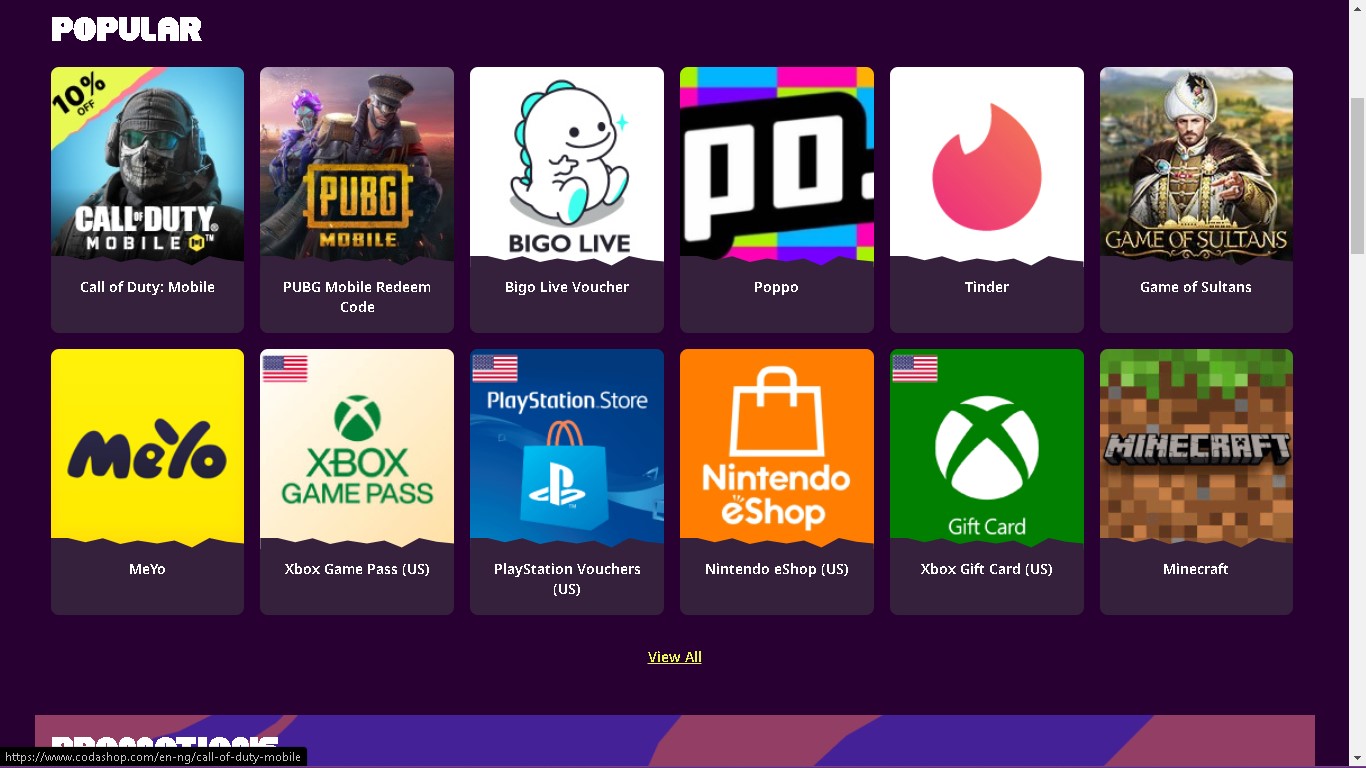 POPULAR
10%
OFF
CALL OF DUTY®
MOBILE M™
PUBG
MOBILE
BIGO LIVE
po.
GAME OF SULTANS
Call of Duty: Mobile
PUBG Mobile Redeem
Code
Bigo Live Voucher
Poppo
Tinder
Game of Sultans
MeYo
XBOX
GAME PASS
PlayStation™Store
Nintendo
eShop
Gift Card
MINECRAFT
MeYo
Xbox Game Pass (US)
PlayStation Vouchers
(US)
Nintendo eShop (US)
Xbox Gift Card (US)
Minecraft
View All
PROMOTIONS
https://www.codashop.com/en-ng/call-of-duty-mobile